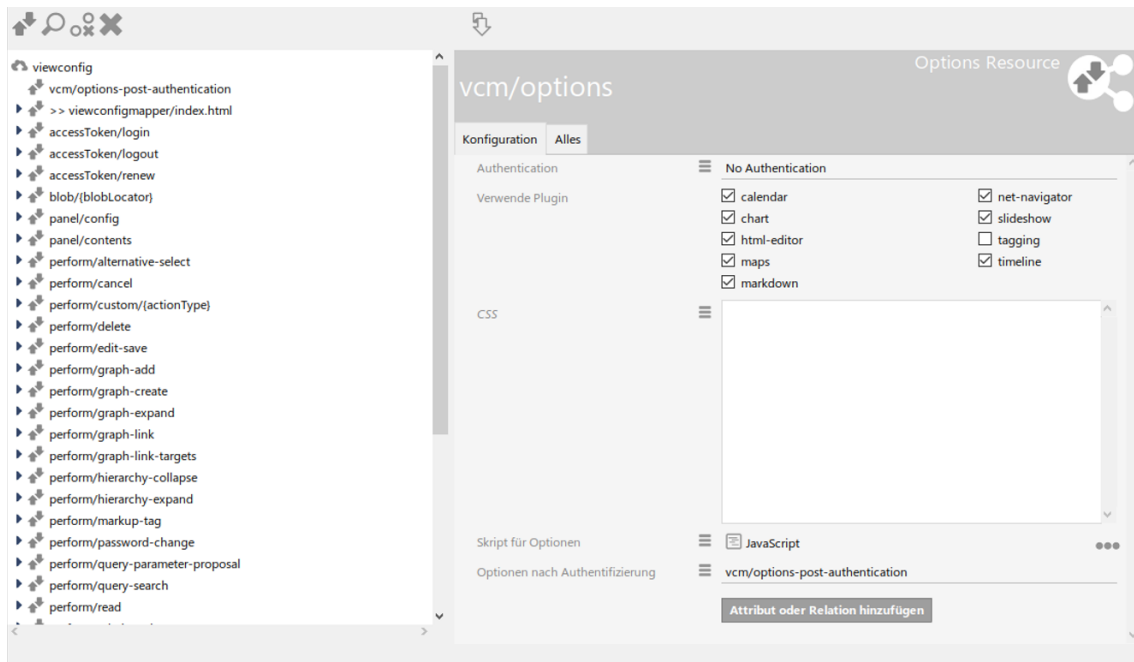 viewconfig
vcm/options-post-authentication
>> viewconfigmapper/index.html
accessToken/login
accessToken/logout
accessToken/renew
blob/{blobLocator}
panel/config
panel/contents
perform/alternative-select
perform/cancel
perform/custom/{actionType}
perform/delete
perform/edit-save
perform/graph-add
perform/graph-create
perform/graph-expand
perform/graph-link
perform/graph-link-targets
perform/hierarchy-collapse
perform/hierarchy-expand
perform/markup-tag
perform/password-change
perform/query-parameter-proposal
perform/query-search
perform/read
Options Resource
vcm/options
Konfiguration Alles
Authentication No Authentication
Verwende Plugin calendar net-navigator
chart slideshow
html-editor tagging
maps timeline
markdown
CSS
Skript für Optionen JavaScript
Optionen nach Authentifizierung vcm/options-post-authentication
Attribut oder Relation hinzufügen